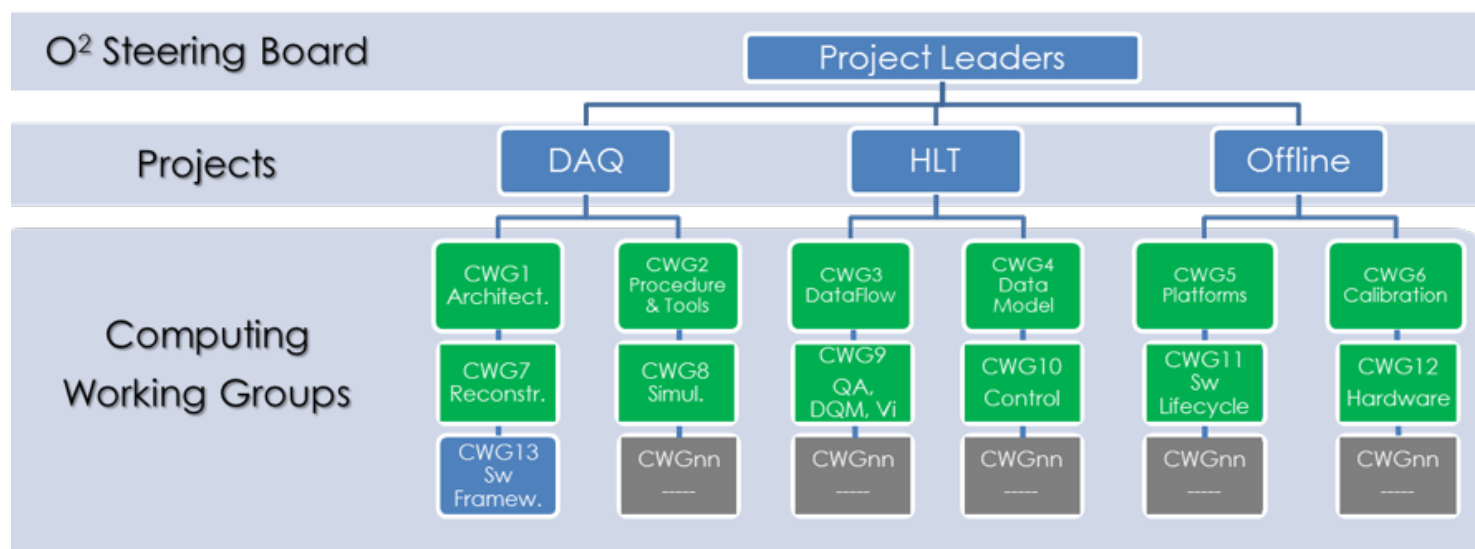 O² Steering Board
Project Leaders
Projects
DAQ
HLT
Offline
Computing
Working Groups
CWG1
Architect.
CWG2
Procedure
& Tools
CWG3
DataFlow
CWG4
Data
Model
CWG5
Platforms
CWG6
Calibration
CWG7
Reconstr.
CWG8
Simul.
CWG9
QA,
DQM, Vi
CWG10
Control
CWG11
Sw
Lifecycle
CWG12
Hardware
CWG13
Sw
Framew.
CWGnn
-----
CWGnn
-----
CWGnn
-----
CWGnn
-----
CWGnn
-----